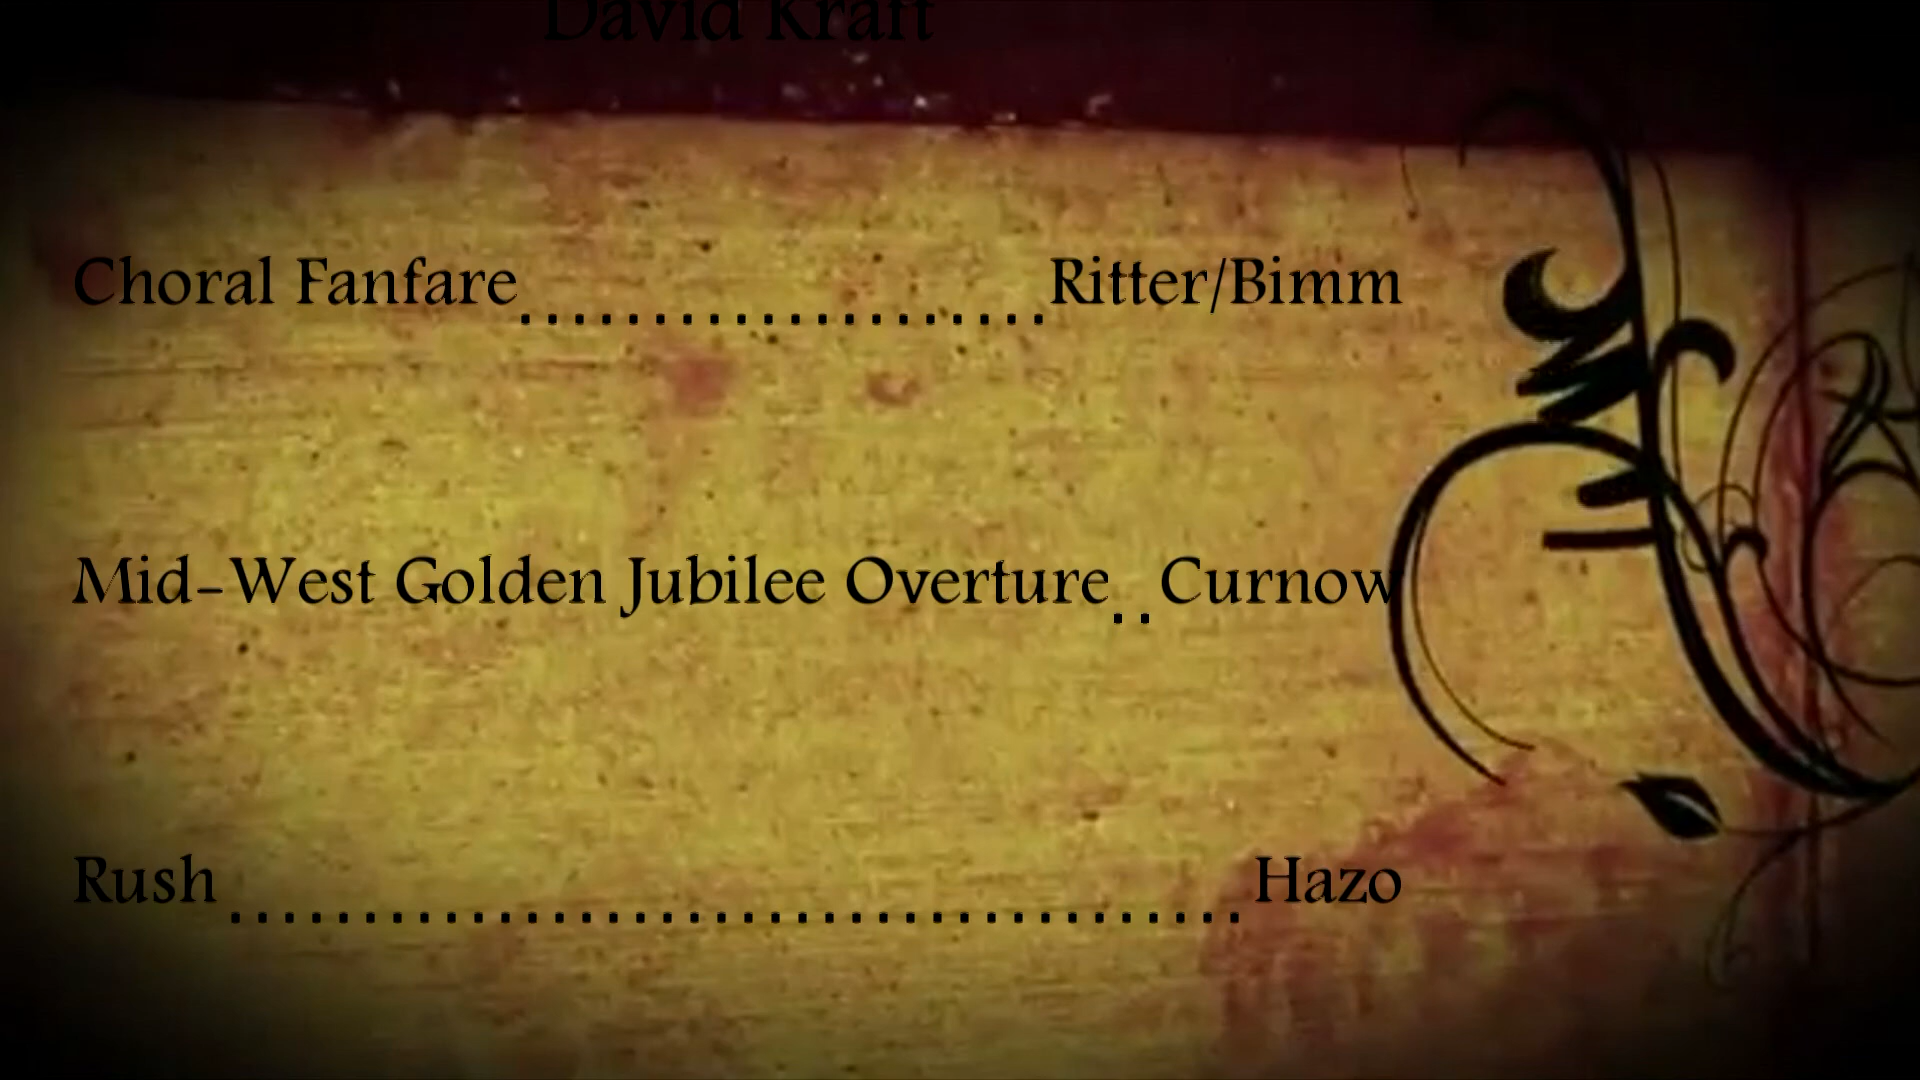 David Kraft
Choral Fanfare....................Ritter/Bimm
Mid-West Golden Jubilee Overture..Curnow
Rush......................................Hazo